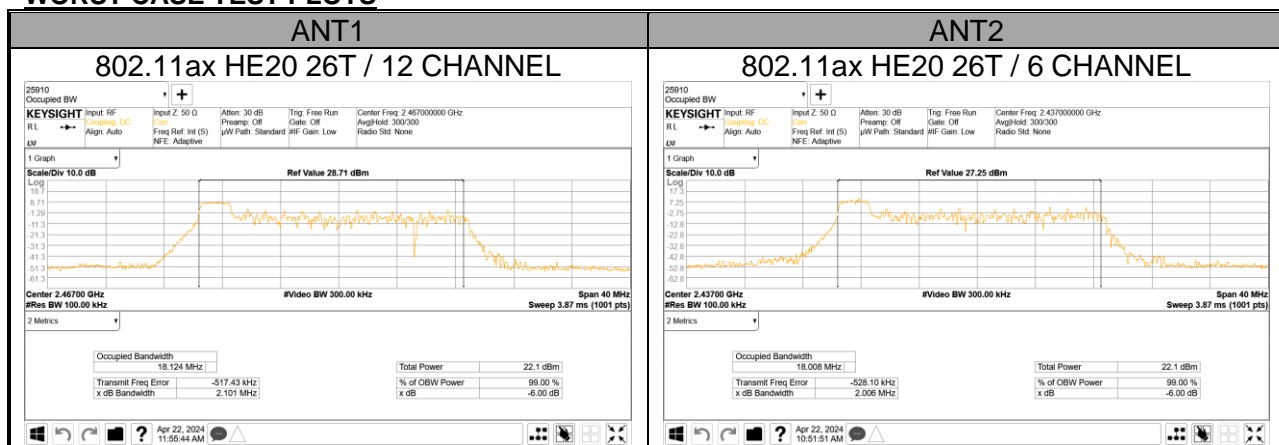 WORST CASE TEST PLOTS
ANT1
ANT2
802.11ax HE20 26T / 12 CHANNEL
25910
Occupied BW
KEYSIGHT
RL
Input: RF
Coupling: DC
Align: Auto
Input Z: 50 Ω
Corr
Freq Ref: Int (S)
NFE: Adaptive
Atten: 30 dB
Preamp: Off
µW Path: Standard
Trig: Free Run
Gate: Off
#IF Gain: Low
Center Freq: 2.467000000 GHz
Avg|Hold: 300/300
Radio Std: None
1 Graph
Scale/Div 10.0 dB
Ref Value 28.71 dBm
Log
18.7
8.71
-1.29
-11.3
-21.3
-31.3
-41.3
-51.3
-61.3
Center 2.46700 GHz
#Video BW 300.00 kHz
Span 40 MHz
#Res BW 100.00 kHz
Sweep 3.87 ms (1001 pts)
2 Metrics
Occupied Bandwidth
18.124 MHz
Total Power 22.1 dBm
Transmit Freq Error -517.43 kHz
% of OBW Power 99.00 %
x dB Bandwidth 2.101 MHz
x dB -6.00 dB
Apr 22, 2024
11:55:44 AM
802.11ax HE20 26T / 6 CHANNEL
25910
Occupied BW
KEYSIGHT
RL
Input: RF
Coupling: DC
Align: Auto
Input Z: 50 Ω
Corr
Freq Ref: Int (S)
NFE: Adaptive
Atten: 30 dB
Preamp: Off
µW Path: Standard
Trig: Free Run
Gate: Off
#IF Gain: Low
Center Freq: 2.437000000 GHz
Avg|Hold: 300/300
Radio Std: None
1 Graph
Scale/Div 10.0 dB
Ref Value 27.25 dBm
Log
17.3
7.25
-2.75
-12.8
-22.8
-32.8
-42.8
-52.8
-62.8
Center 2.43700 GHz
#Video BW 300.00 kHz
Span 40 MHz
#Res BW 100.00 kHz
Sweep 3.87 ms (1001 pts)
2 Metrics
Occupied Bandwidth
18.008 MHz
Total Power 22.1 dBm
Transmit Freq Error -528.10 kHz
% of OBW Power 99.00 %
x dB Bandwidth 2.006 MHz
x dB -6.00 dB
Apr 22, 2024
10:51:51 AM